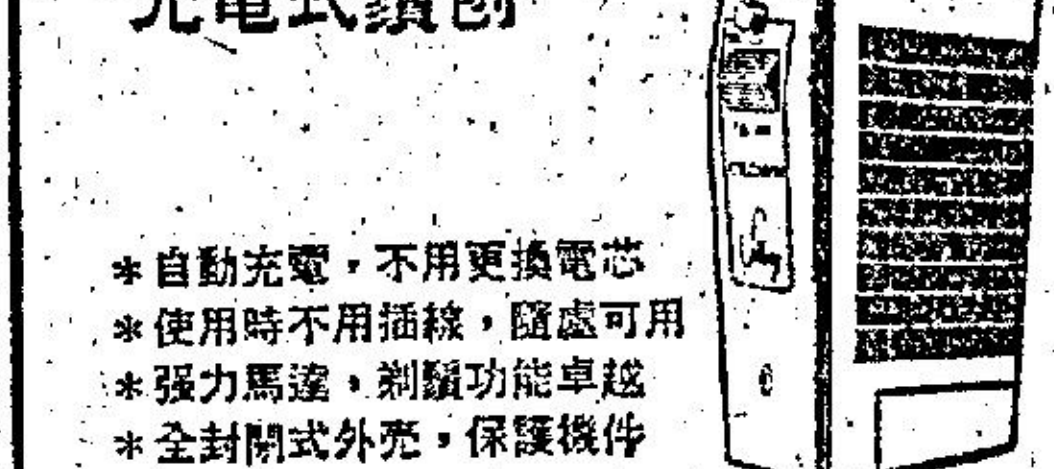 充電式鬚刨
*自動充電，不用更換電芯
*使用時不用插線，隨處可用
*强力馬達，剃鬚功能卓越
*全封閉式外壳，保護機件